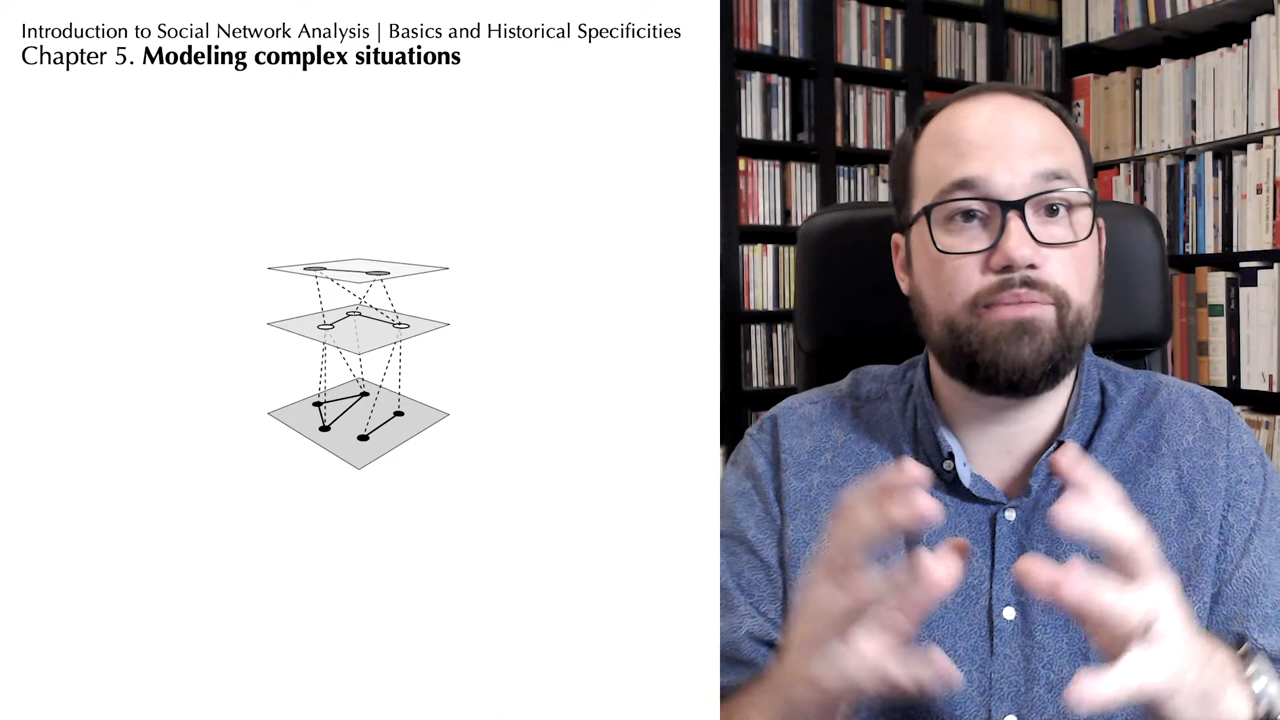 Introduction to Social Network Analysis | Basics and Historical Specificities
Chapter 5. Modeling complex situations